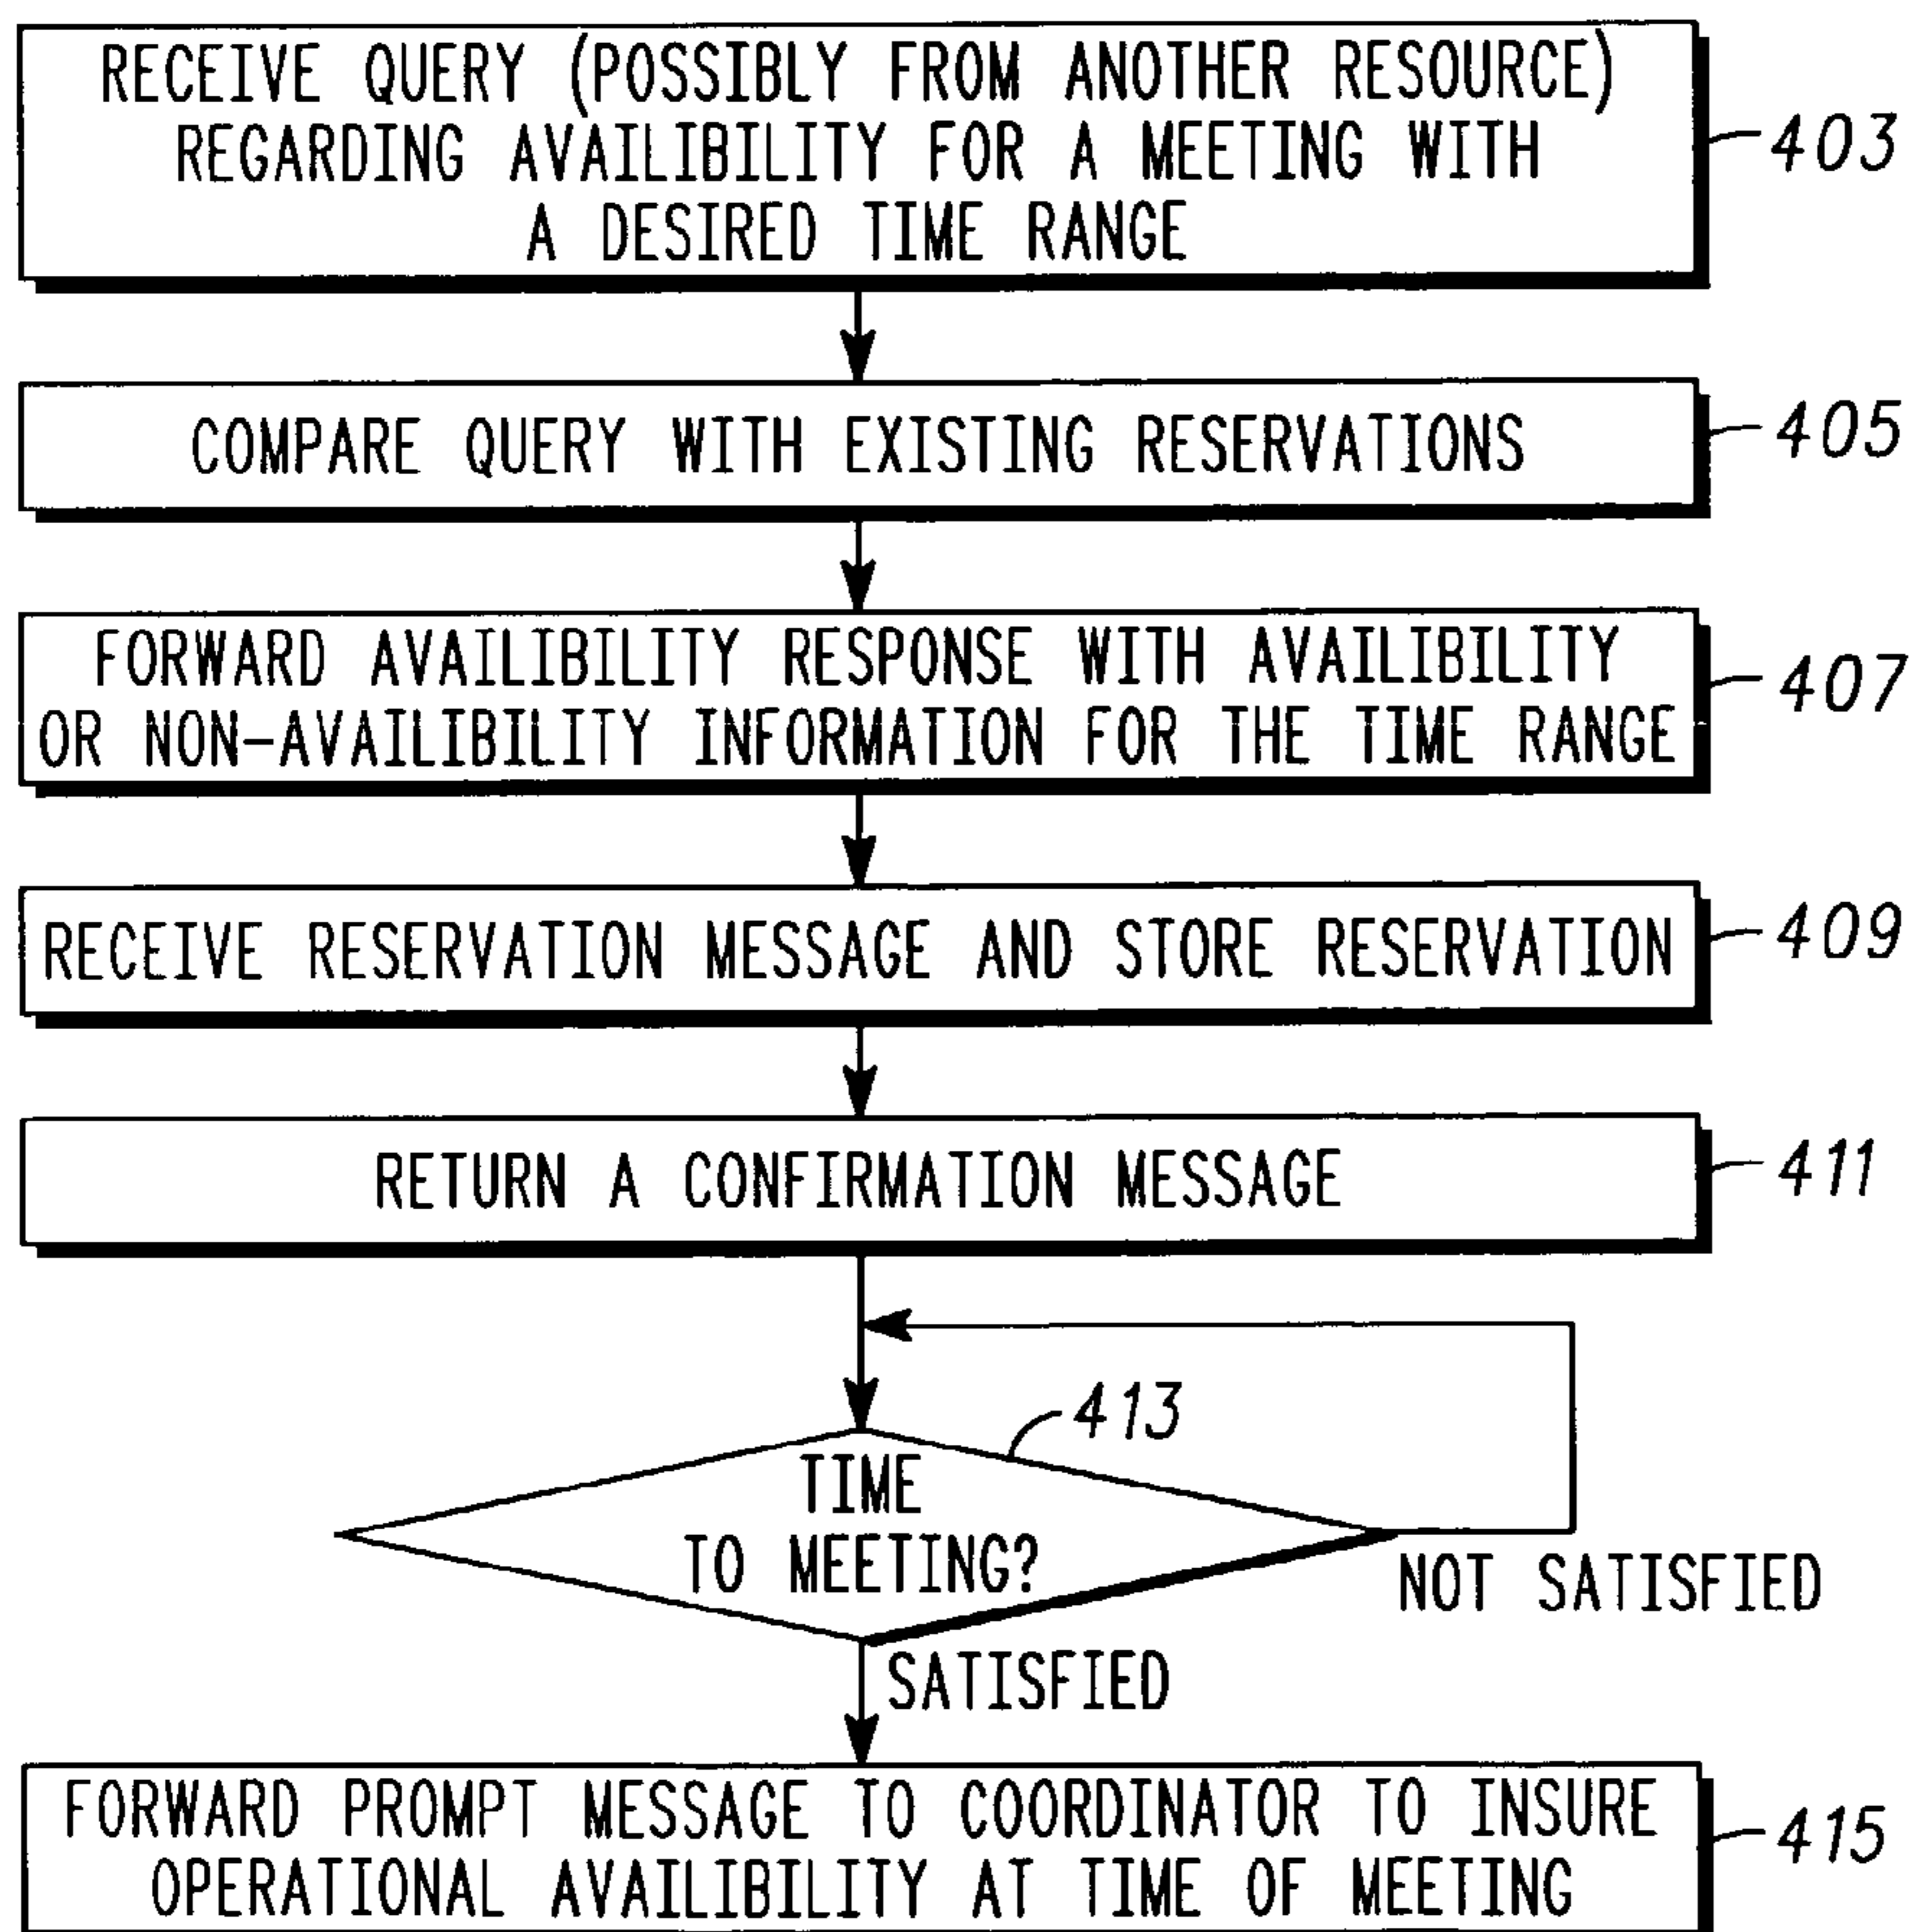 RECEIVE QUERY (POSSIBLY FROM ANOTHER RESOURCE)
REGARDING AVAILIBILITY FOR A MEETING WITH
A DESIRED TIME RANGE
403
COMPARE QUERY WITH EXISTING RESERVATIONS
405
FORWARD AVAILIBILITY RESPONSE WITH AVAILIBILITY
OR NON-AVAILIBILITY INFORMATION FOR THE TIME RANGE
407
RECEIVE RESERVATION MESSAGE AND STORE RESERVATION
409
RETURN A CONFIRMATION MESSAGE
411
413
TIME
TO MEETING?
NOT SATISFIED
SATISFIED
FORWARD PROMPT MESSAGE TO COORDINATOR TO INSURE
OPERATIONAL AVAILIBILITY AT TIME OF MEETING
415